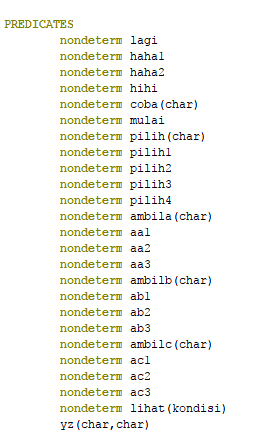 PREDICATES
nondeterm lagi
nondeterm haha1
nondeterm haha2
nondeterm hihi
nondeterm coba(char)
nondeterm mulai
nondeterm pilih(char)
nondeterm pilih1
nondeterm pilih2
nondeterm pilih3
nondeterm pilih4
nondeterm ambila(char)
nondeterm aa1
nondeterm aa2
nondeterm aa3
nondeterm ambilb(char)
nondeterm ab1
nondeterm ab2
nondeterm ab3
nondeterm ambilc(char)
nondeterm ac1
nondeterm ac2
nondeterm ac3
nondeterm lihat(kondisi)
yz(char,char)